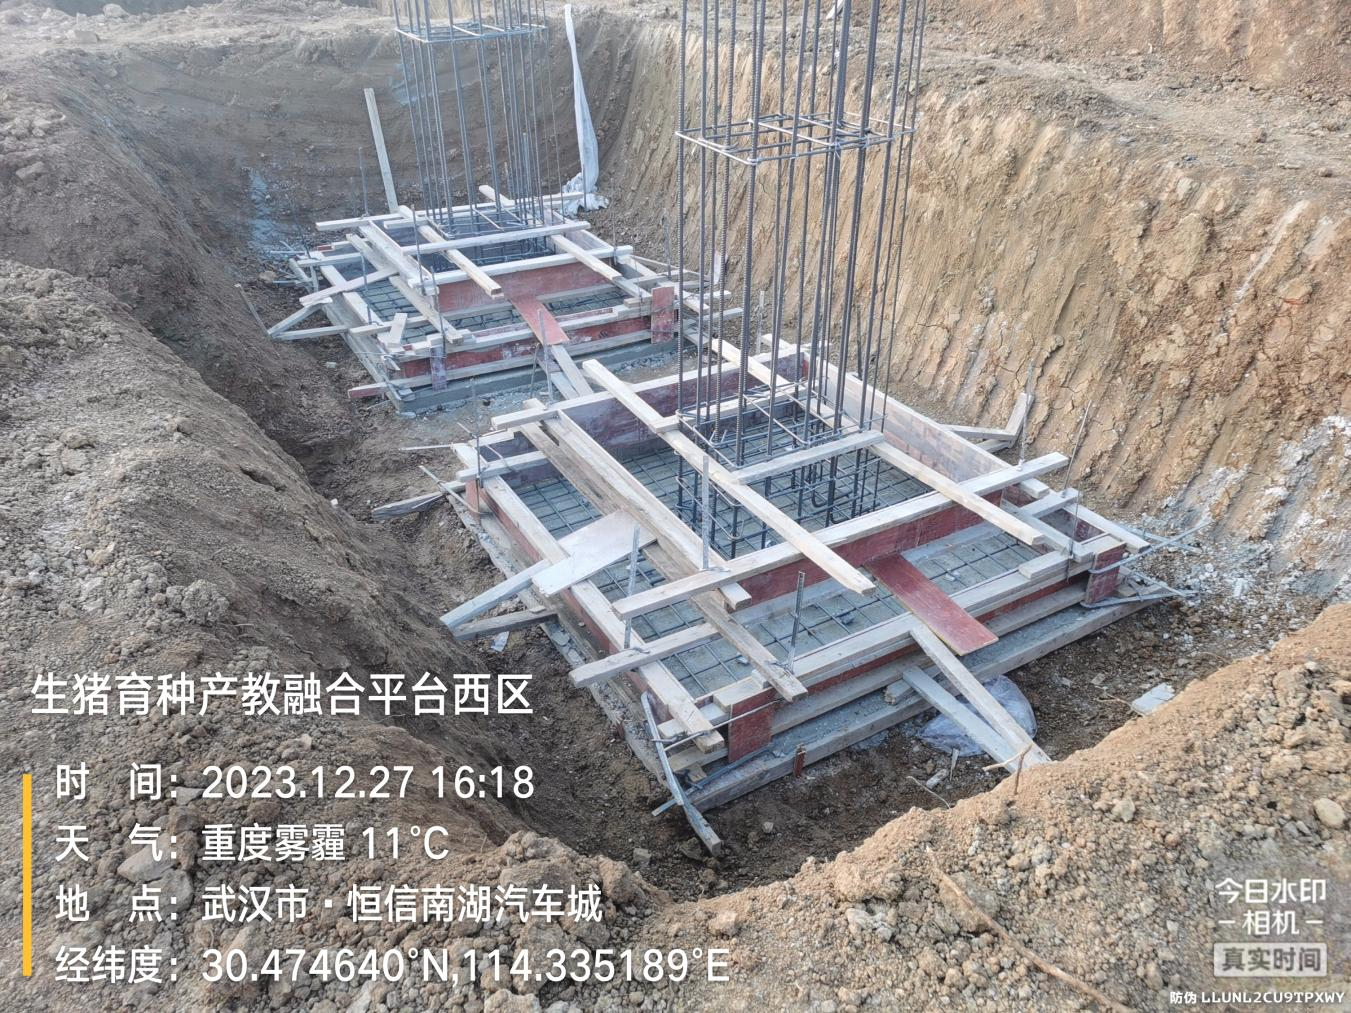 生猪育种产教融合平台西区
时 间：2023.12.27 16:18
天 气：重度雾霾 11℃
地 点：武汉市·恒信南湖汽车城
经纬度：30.474640°N,114.335189°E
今日水印
相机
真实时间
防伪 LLUNL2CU9TPXWY